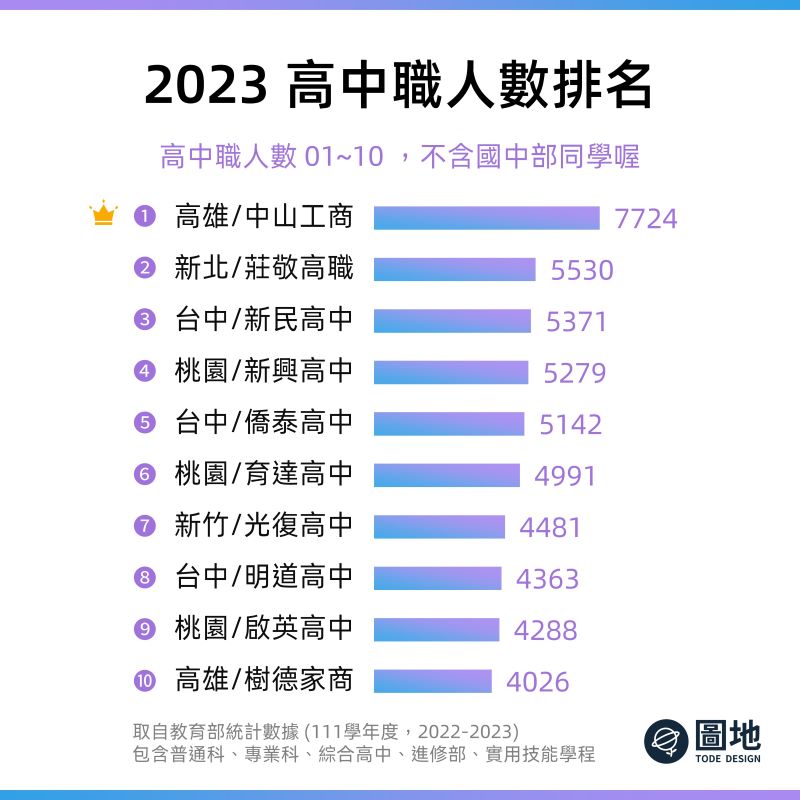 2023 高中職人數排名
高中職人數 01~10 ，不含國中部同學喔
1 高雄/中山工商 7724
2 新北/莊敬高職 5530
3 台中/新民高中 5371
4 桃園/新興高中 5279
5 台中/僑泰高中 5142
6 桃園/育達高中 4991
7 新竹/光復高中 4481
8 台中/明道高中 4363
9 桃園/啟英高中 4288
10 高雄/樹德家商 4026
取自教育部統計數據 (111學年度，2022-2023)
包含普通科、專業科、綜合高中、進修部、實用技能學程
圖地
TODE DESIGN